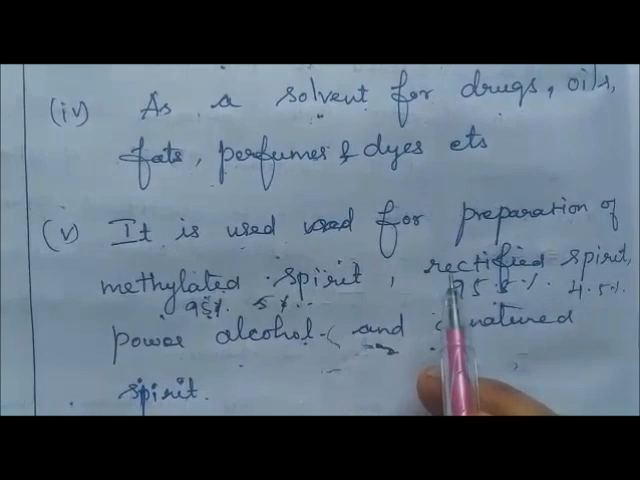 (iv) As a solvent for drugs, oils,
fats, perfumes & dyes ets
(v) It is used used for preparation of
methylated spirit, rectified spirit,
95% 5% 95.5% 4.5%
power alcohol and natured
spirit.